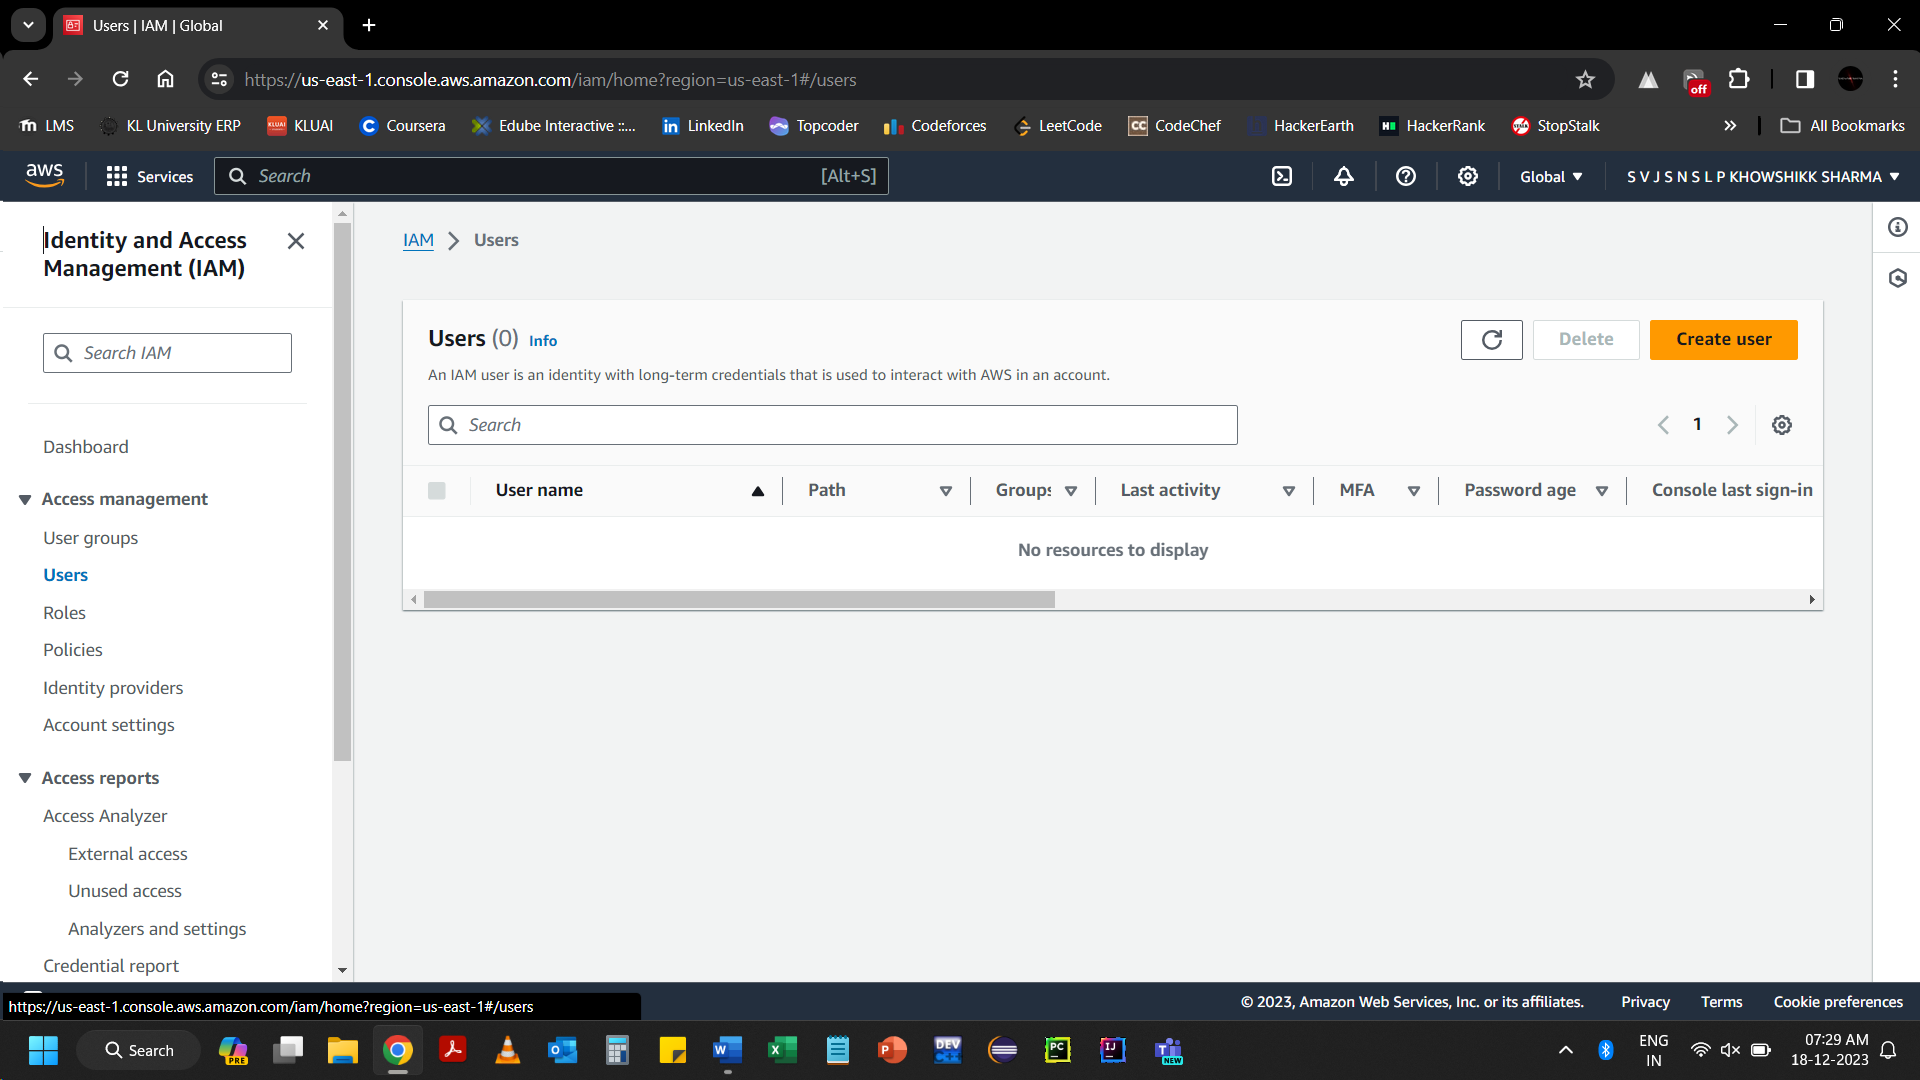 Users | IAM | Global
https://us-east-1.console.aws.amazon.com/iam/home?region=us-east-1#/users
off
LMS
KL University ERP
KLUAI
KLUAI
Coursera
Edube Interactive ::...
LinkedIn
Topcoder
Codeforces
LeetCode
CC
CodeChef
HackerEarth
HackerRank
StopStalk
All Bookmarks
aws
Services
Search
[Alt+S]
Global
S V J S N S L P KHOWSHIKK SHARMA
Identity and Access
Management (IAM)
Search IAM
Dashboard
Access management
User groups
Users
Roles
Policies
Identity providers
Account settings
Access reports
Access Analyzer
External access
Unused access
Analyzers and settings
Credential report
IAM
Users
Users (0) Info
An IAM user is an identity with long-term credentials that is used to interact with AWS in an account.
Delete
Create user
Search
1
User name
Path
Groups
Last activity
MFA
Password age
Console last sign-in
No resources to display
https://us-east-1.console.aws.amazon.com/iam/home?region=us-east-1#/users
© 2023, Amazon Web Services, Inc. or its affiliates.
Privacy
Terms
Cookie preferences
Search
PRE
DEV
C++
PC
IJ
NEW
ENG
IN
07:29 AM
18-12-2023